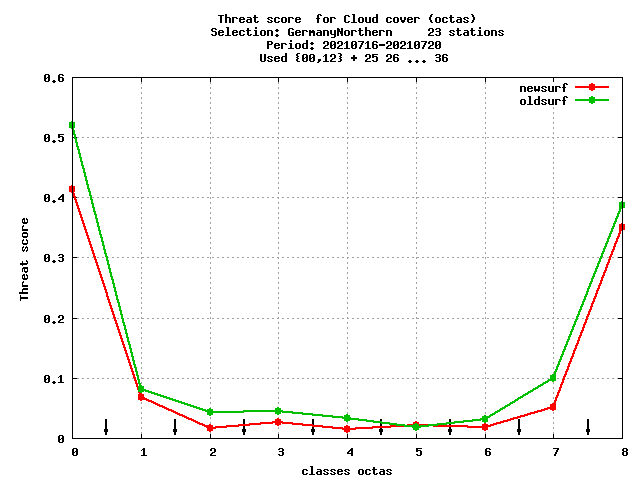 Threat score  for Cloud cover (octas)
Selection: GermanyNorthern     23 stations
Period: 20210716-20210720
Used {00,12} + 25 26 ... 36
newsurf
oldsurf
0.6
0.5
0.4
0.3
0.2
0.1
0
Threat score
0 1 2 3 4 5 6 7 8
classes octas